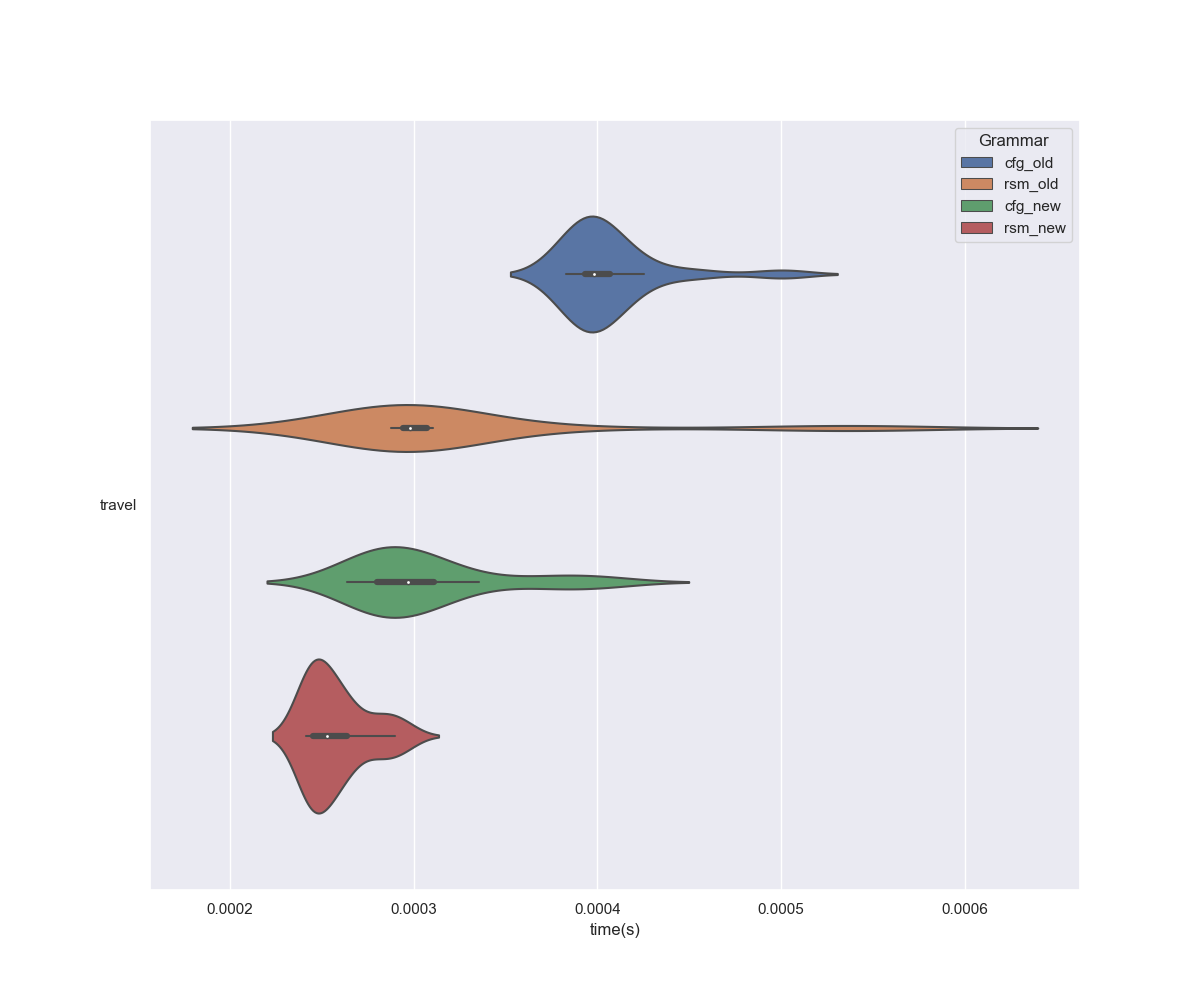 Grammar
cfg_old
rsm_old
cfg_new
rsm_new
travel
0.0002
0.0003
0.0004
0.0005
0.0006
time(s)